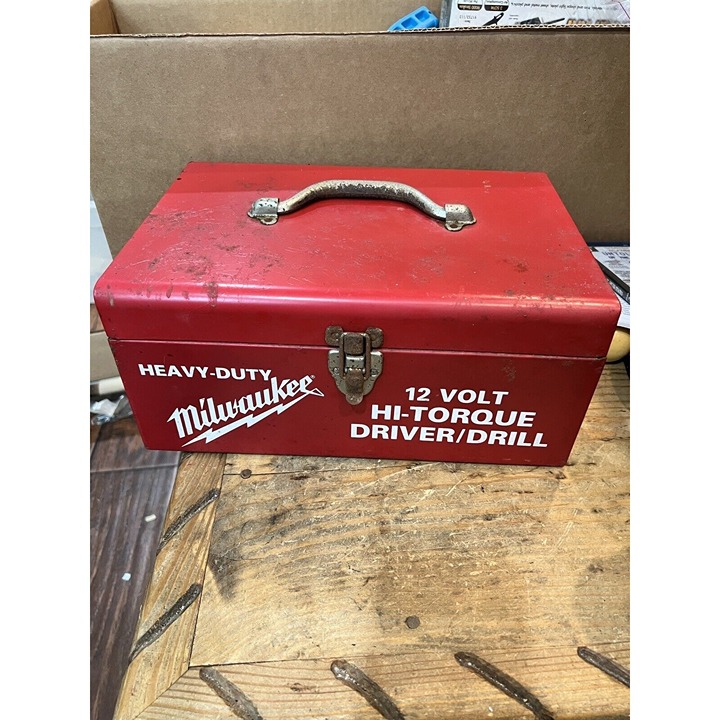 HEAVY-DUTY
Milwaukee
12 VOLT
HI-TORQUE
DRIVER/DRILL